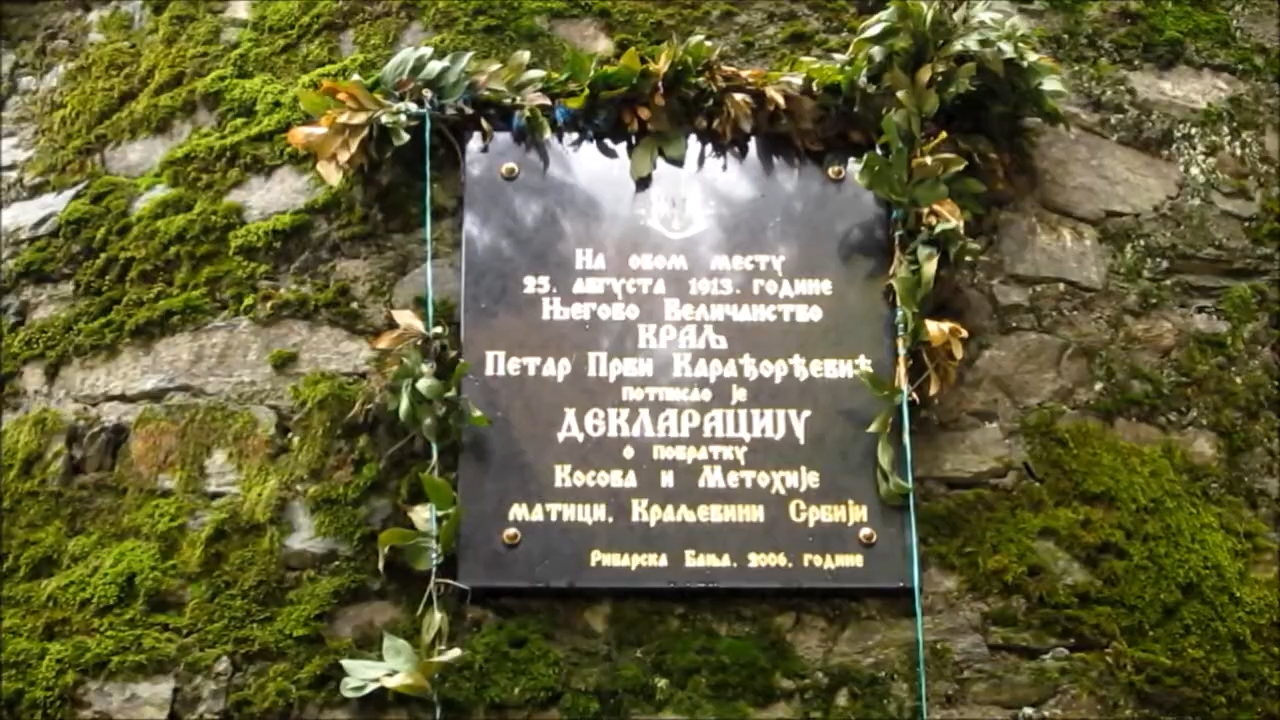 На овом месту
25. августа 1913. године
Његово Величанство
КРАЉ
Петар Први Карађорђевић
потписао је
ДЕКЛАРАЦИЈУ
о повратку
Косова и Метохије
матици, Краљевини Србији
Рибарска Бања, 2006. године